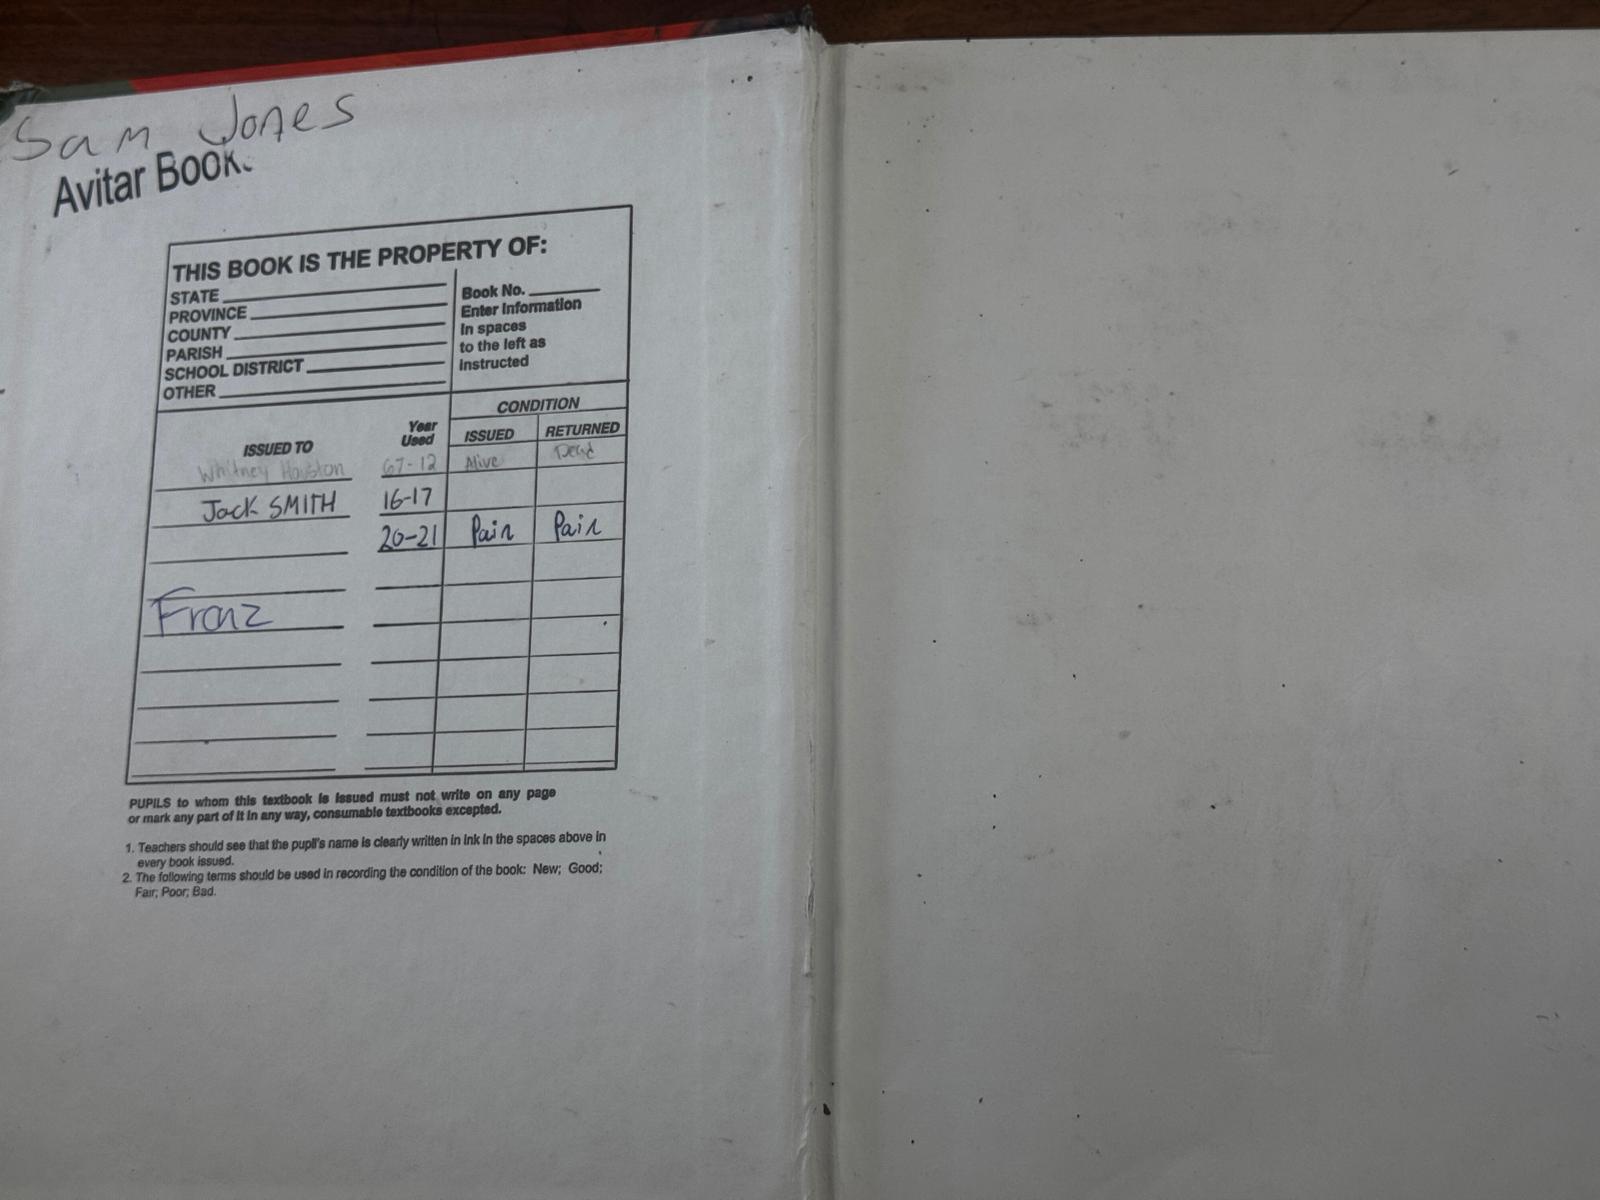 Sam Jones
Avitar Book.
THIS BOOK IS THE PROPERTY OF:
STATE
PROVINCE
COUNTY
PARISH
SCHOOL DISTRICT
OTHER
Book No.
Enter Information
In spaces
to the left as
Instructed
CONDITION
ISSUED TO Year Used ISSUED RETURNED
Whitney Houston 67-12 Alive Dead
Jack SMITH 16-17
20-21 Pain Pain
Franz
PUPILS to whom this textbook is issued must not write on any page
or mark any part of it in any way, consumable textbooks excepted.
1. Teachers should see that the pupil's name is clearly written in ink in the spaces above in
every book issued.
2. The following terms should be used in recording the condition of the book: New; Good;
Fair; Poor; Bad.